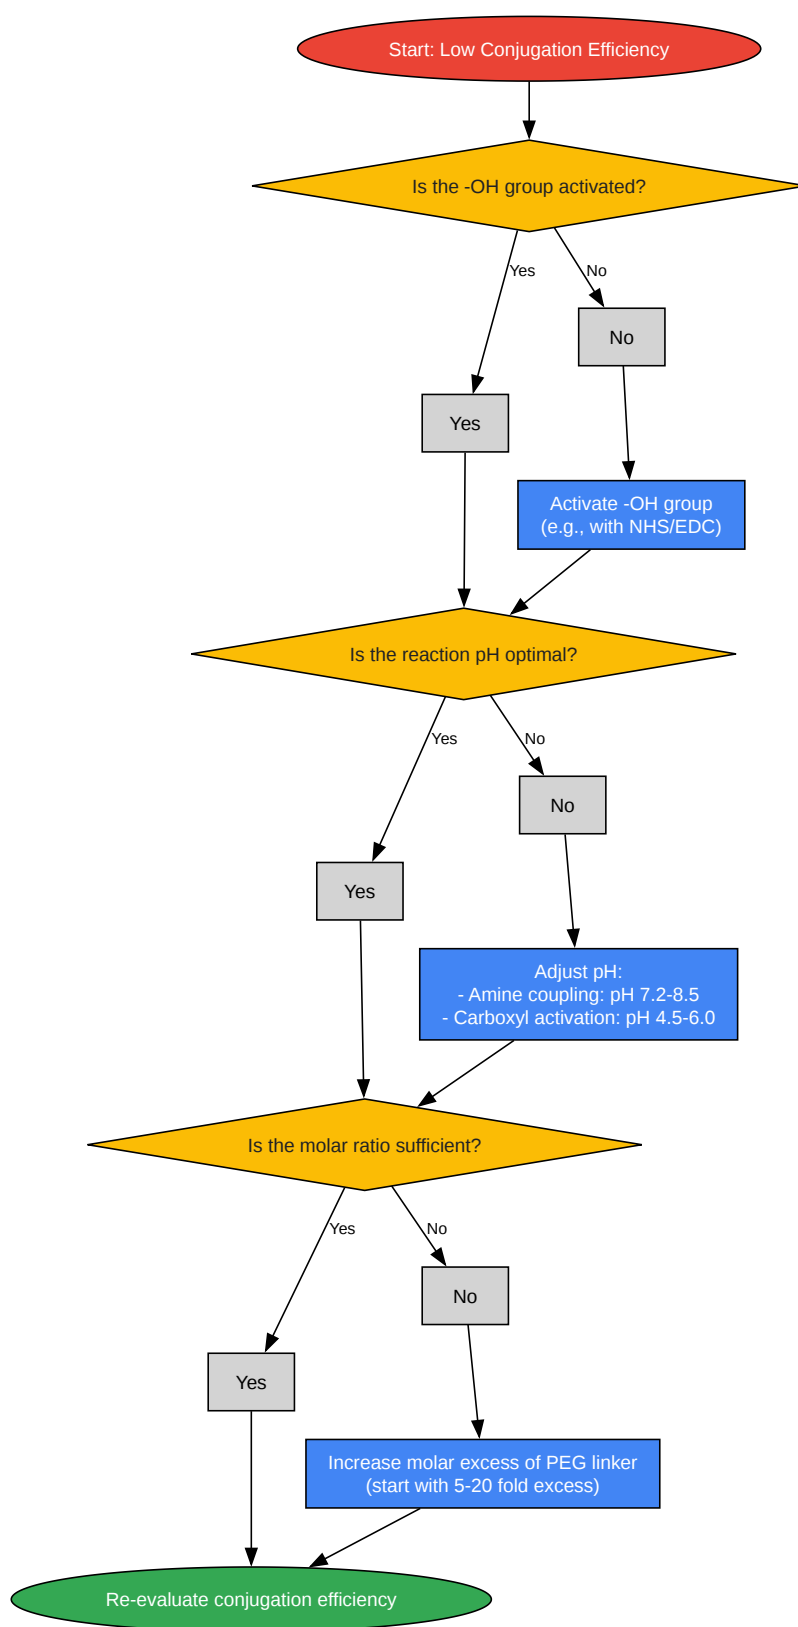 Start: Low Conjugation Efficiency
Is the -OH group activated?
Yes
No
No
Yes
Activate -OH group
(e.g., with NHS/EDC)
Is the reaction pH optimal?
Yes
No
No
Yes
Adjust pH:
- Amine coupling: pH 7.2-8.5
- Carboxyl activation: pH 4.5-6.0
Is the molar ratio sufficient?
Yes
No
No
Yes
Increase molar excess of PEG linker
(start with 5-20 fold excess)
Re-evaluate conjugation efficiency